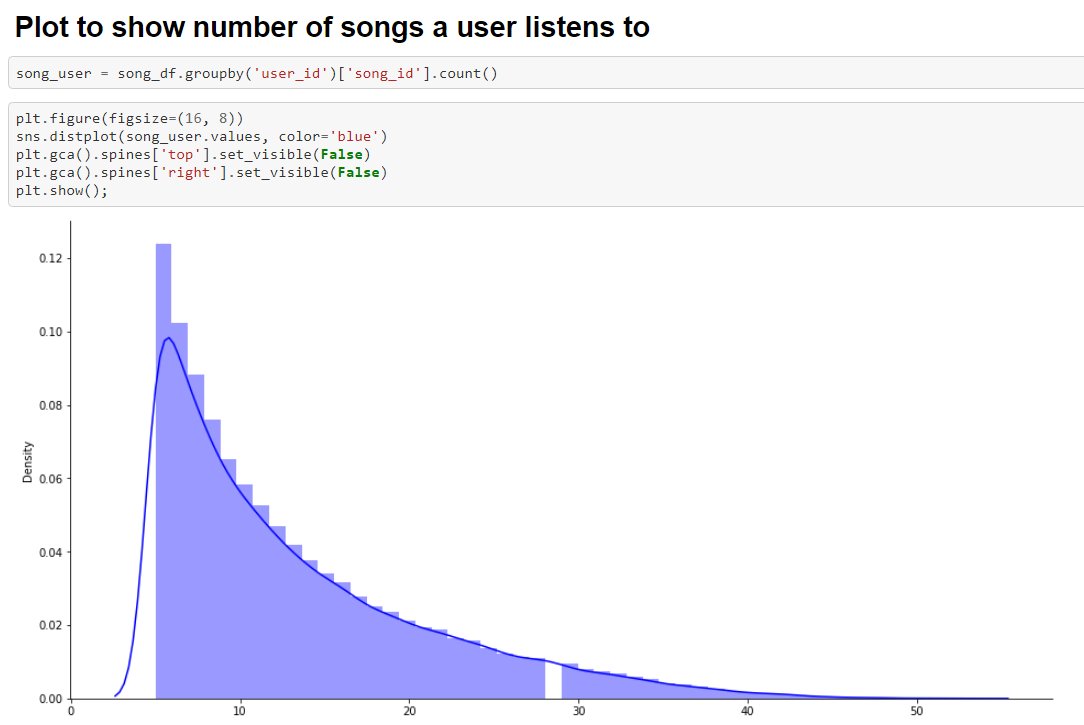 Plot to show number of songs a user listens to
song_user = song_df.groupby('user_id')['song_id'].count()
plt.figure(figsize=(16, 8))
sns.distplot(song_user.values, color='blue')
plt.gca().spines['top'].set_visible(False)
plt.gca().spines['right'].set_visible(False)
plt.show();
0.12
0.10
0.08
0.06
0.04
0.02
0.00
Density
0 10 20 30 40 50